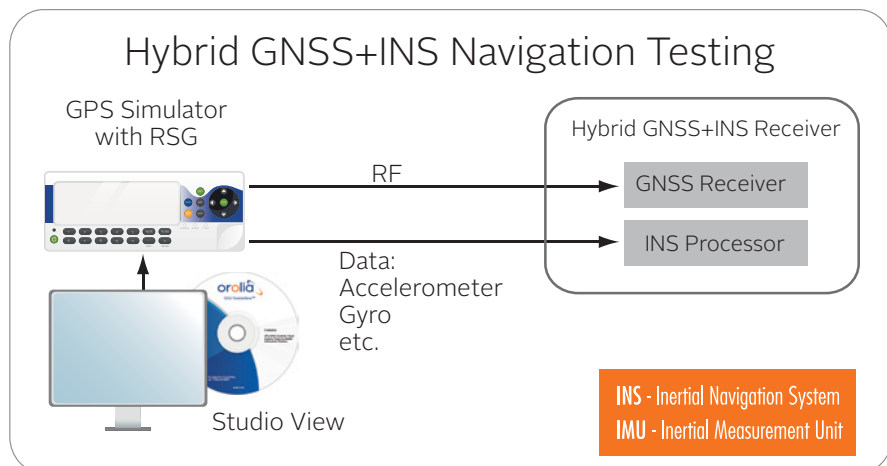 Hybrid GNSS+INS Navigation Testing
GPS Simulator
with RSG
Hybrid GNSS+INS Receiver
RF
GNSS Receiver
INS Processor
Data:
Accelerometer
Gyro
etc.
orolia
Studio View
INS - Inertial Navigation System
IMU - Inertial Measurement Unit